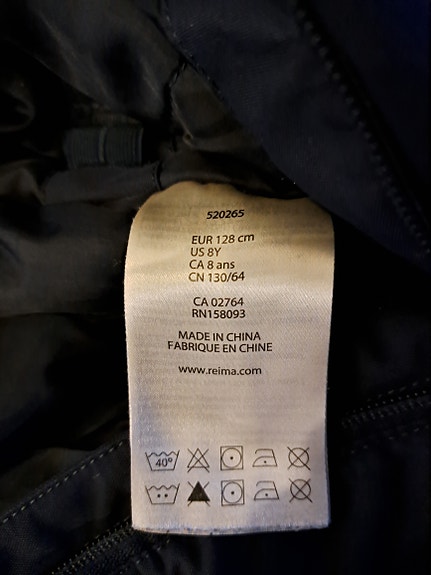 520265
EUR 128 cm
US 8Y
CA 8 ans
CN 130/64
CA 02764
RN158093
MADE IN CHINA
FABRIQUE EN CHINE
www.reima.com
40º